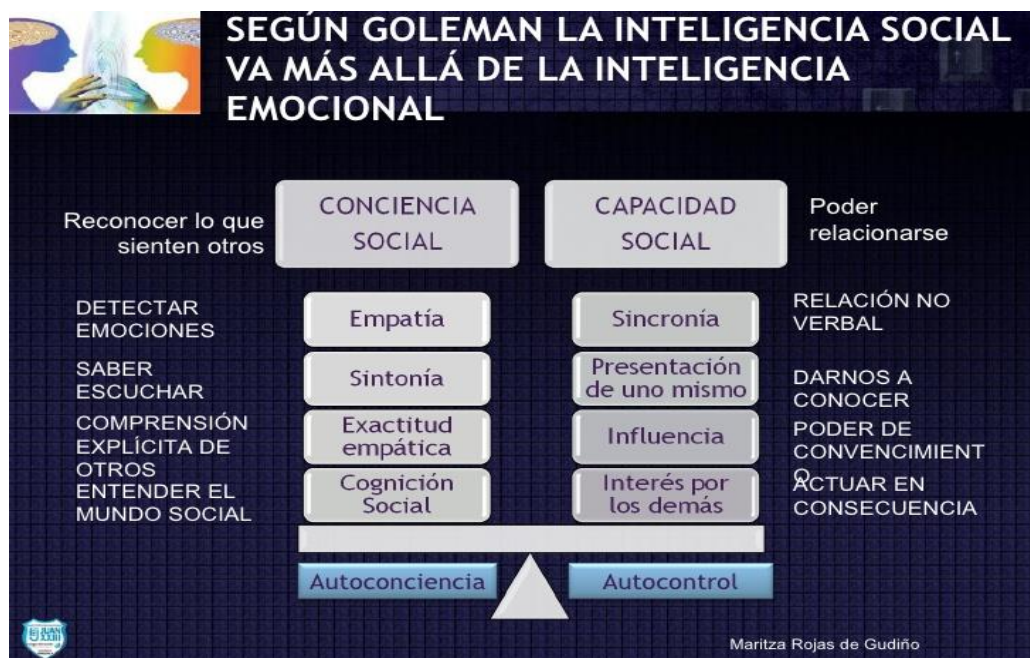 SEGÚN GOLEMAN LA INTELIGENCIA SOCIAL
VA MÁS ALLÁ DE LA INTELIGENCIA
EMOCIONAL
Reconocer lo que
sienten otros
CONCIENCIA
SOCIAL
CAPACIDAD
SOCIAL
Poder
relacionarse
DETECTAR
EMOCIONES
Empatía
Sincronía
RELACIÓN NO
VERBAL
SABER
ESCUCHAR
Sintonía
Presentación
de uno mismo
DARNOS A
CONOCER
COMPRENSIÓN
EXPLÍCITA DE
OTROS
Exactitud
empática
Influencia
PODER DE
CONVENCIMIENT
O
ENTENDER EL
MUNDO SOCIAL
Cognición
Social
Interés por
los demás
ACTUAR EN
CONSECUENCIA
Autoconciencia
Autocontrol
JUAN
XXIII
Maritza Rojas de Gudiño